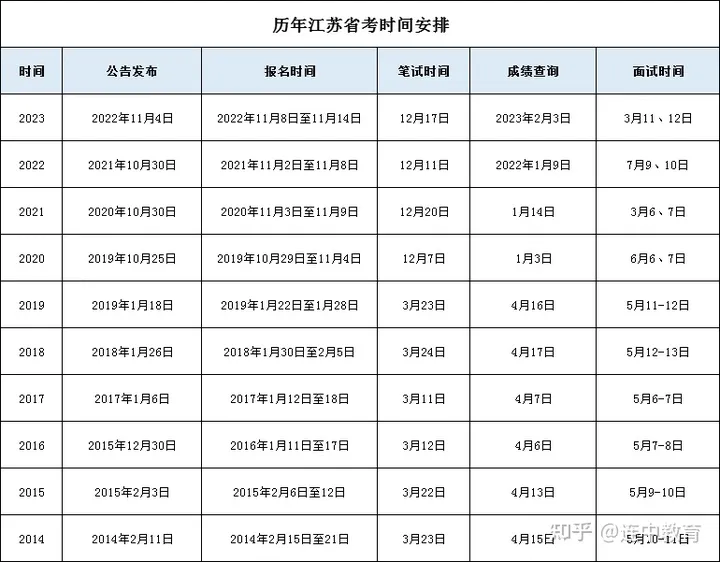 历年江苏省考时间安排
时间 公告发布 报名时间 笔试时间 成绩查询 面试时间
2023 2022年11月4日 2022年11月8日至11月14日 12月17日 2023年2月3日 3月11、12日
2022 2021年10月30日 2021年11月2日至11月8日 12月11日 2022年1月9日 7月9、10日
2021 2020年10月30日 2020年11月3日至11月9日 12月20日 1月14日 3月6、7日
2020 2019年10月25日 2019年10月29日至11月4日 12月7日 1月3日 6月6、7日
2019 2019年1月18日 2019年1月22日至1月28日 3月23日 4月16日 5月11-12日
2018 2018年1月26日 2018年1月30日至2月5日 3月24日 4月17日 5月12-13日
2017 2017年1月6日 2017年1月12日至18日 3月11日 4月7日 5月6-7日
2016 2015年12月30日 2016年1月11日至17日 3月12日 4月6日 5月7-8日
2015 2015年2月3日 2015年2月6日至12日 3月22日 4月13日 5月9-10日
2014 2014年2月11日 2014年2月15日至21日 3月23日 4月15日 5月10-11日
知乎 @连中教育